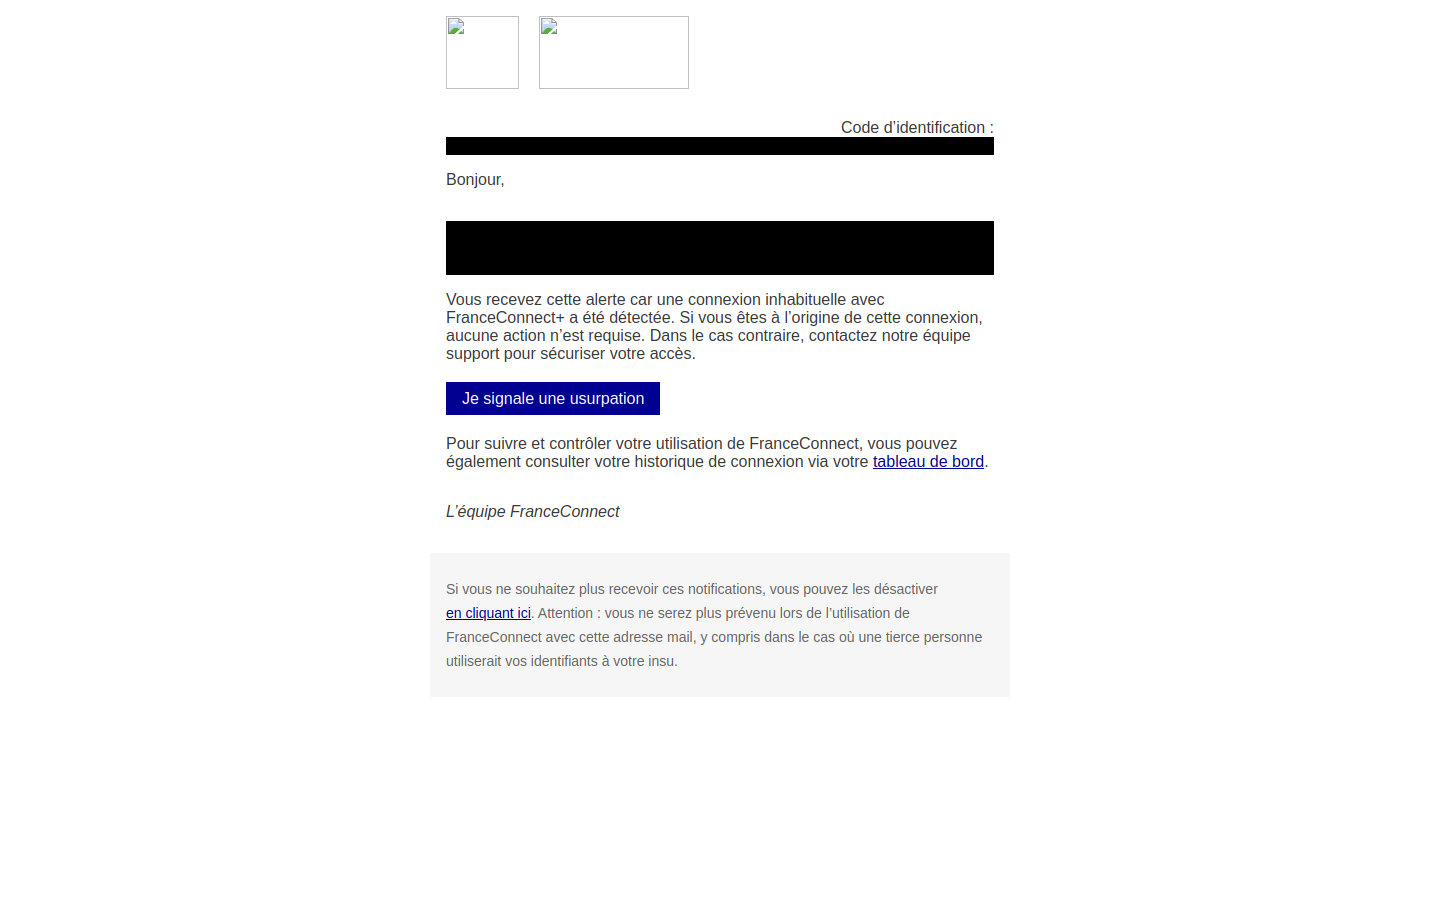 Code d’identification :
Bonjour,
Vous recevez cette alerte car une connexion inhabituelle avec
FranceConnect+ a été détectée. Si vous êtes à l’origine de cette connexion,
aucune action n’est requise. Dans le cas contraire, contactez notre équipe
support pour sécuriser votre accès.
Je signale une usurpation
Pour suivre et contrôler votre utilisation de FranceConnect, vous pouvez
également consulter votre historique de connexion via votre tableau de bord.
L’équipe FranceConnect
Si vous ne souhaitez plus recevoir ces notifications, vous pouvez les désactiver
en cliquant ici. Attention : vous ne serez plus prévenu lors de l’utilisation de
FranceConnect avec cette adresse mail, y compris dans le cas où une tierce personne
utiliserait vos identifiants à votre insu.